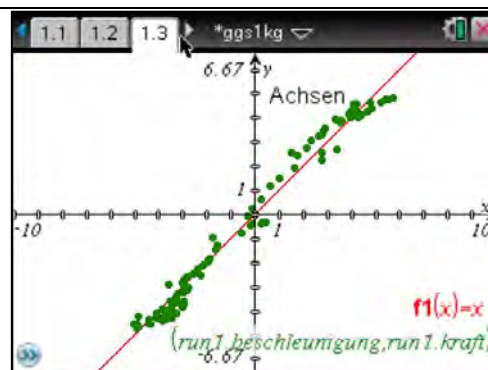 1.1 1.2 1.3 *ggs1kg
6.67 y
Achsen
1
x
-10 1
f1(x)=x
(run1.beschleunigung,run1.kraft)
-6.67